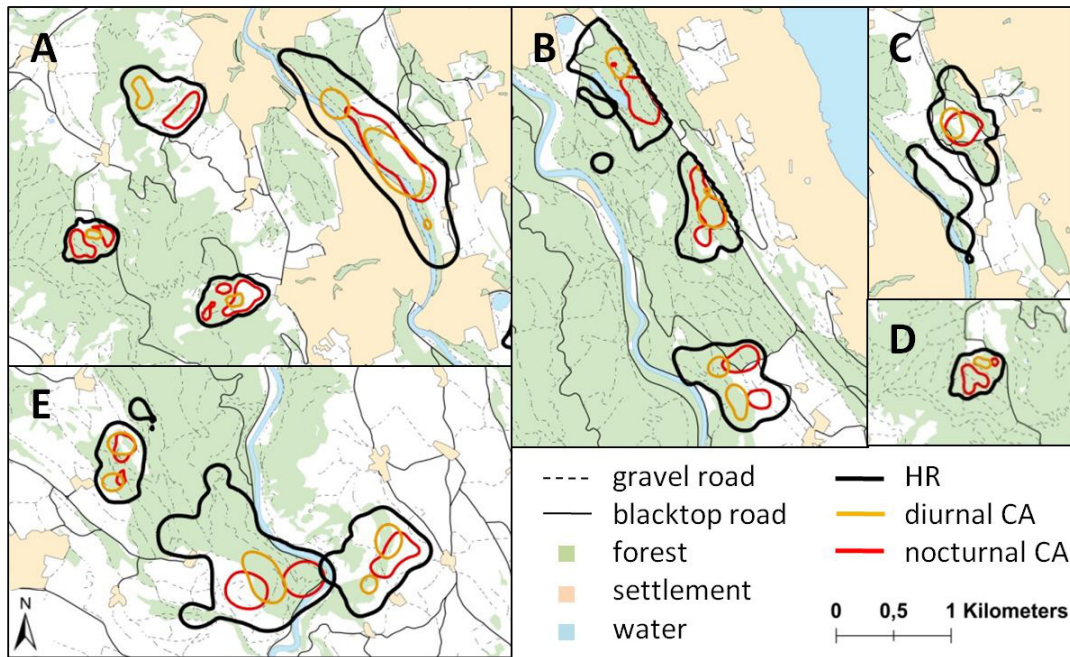 A
B
C
D
E
N
gravel road
blacktop road
forest
settlement
water
HR
diurnal CA
nocturnal CA
0 0,5 1 Kilometers